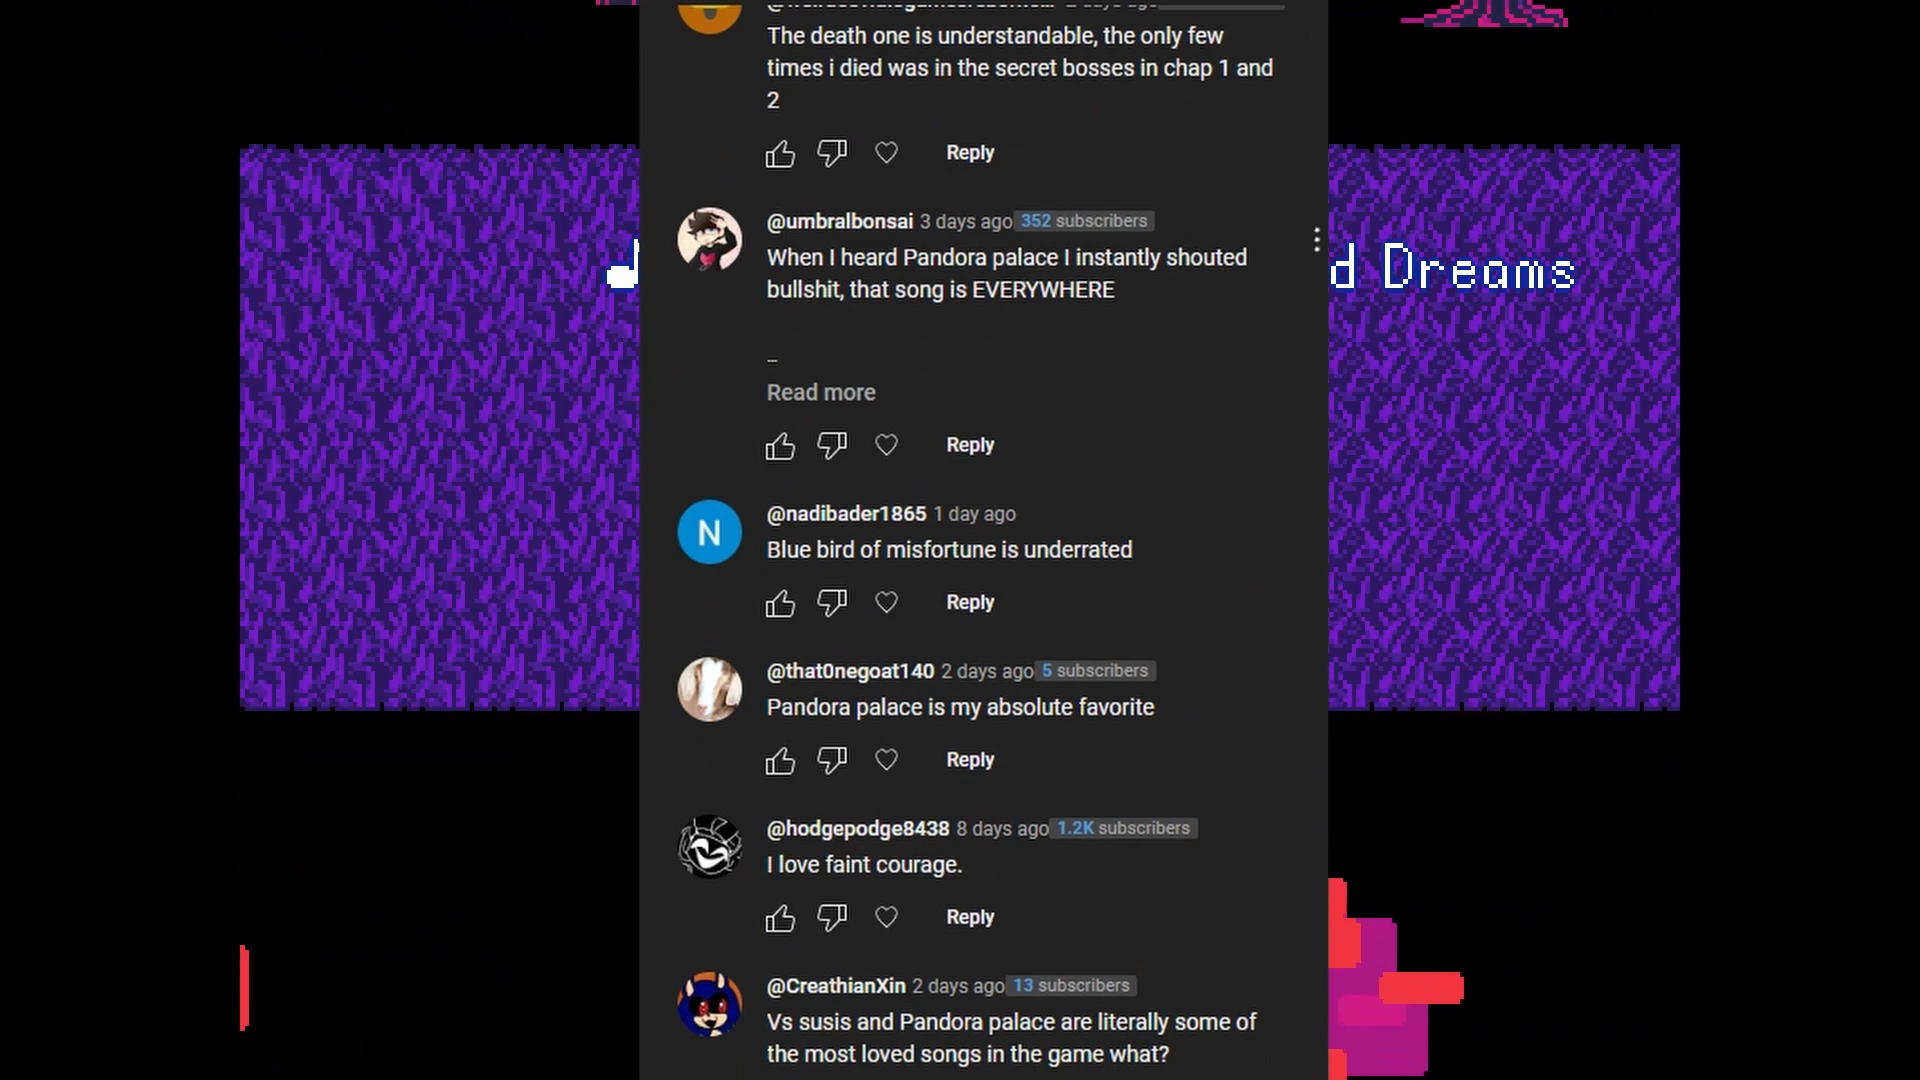 The death one is understandable, the only few
times i died was in the secret bosses in chap 1 and
2
Reply
@umbralbonsai 3 days ago 352 subscribers
When I heard Pandora palace I instantly shouted
bullshit, that song is EVERYWHERE
...
Read more
Reply
d Dreams
@nadibader1865 1 day ago
N
Blue bird of misfortune is underrated
Reply
@that0negoat140 2 days ago 5 subscribers
Pandora palace is my absolute favorite
Reply
@hodgepodge8438 8 days ago 1.2K subscribers
I love faint courage.
Reply
@CreathianXin 2 days ago 13 subscribers
Vs susis and Pandora palace are literally some of
the most loved songs in the game what?